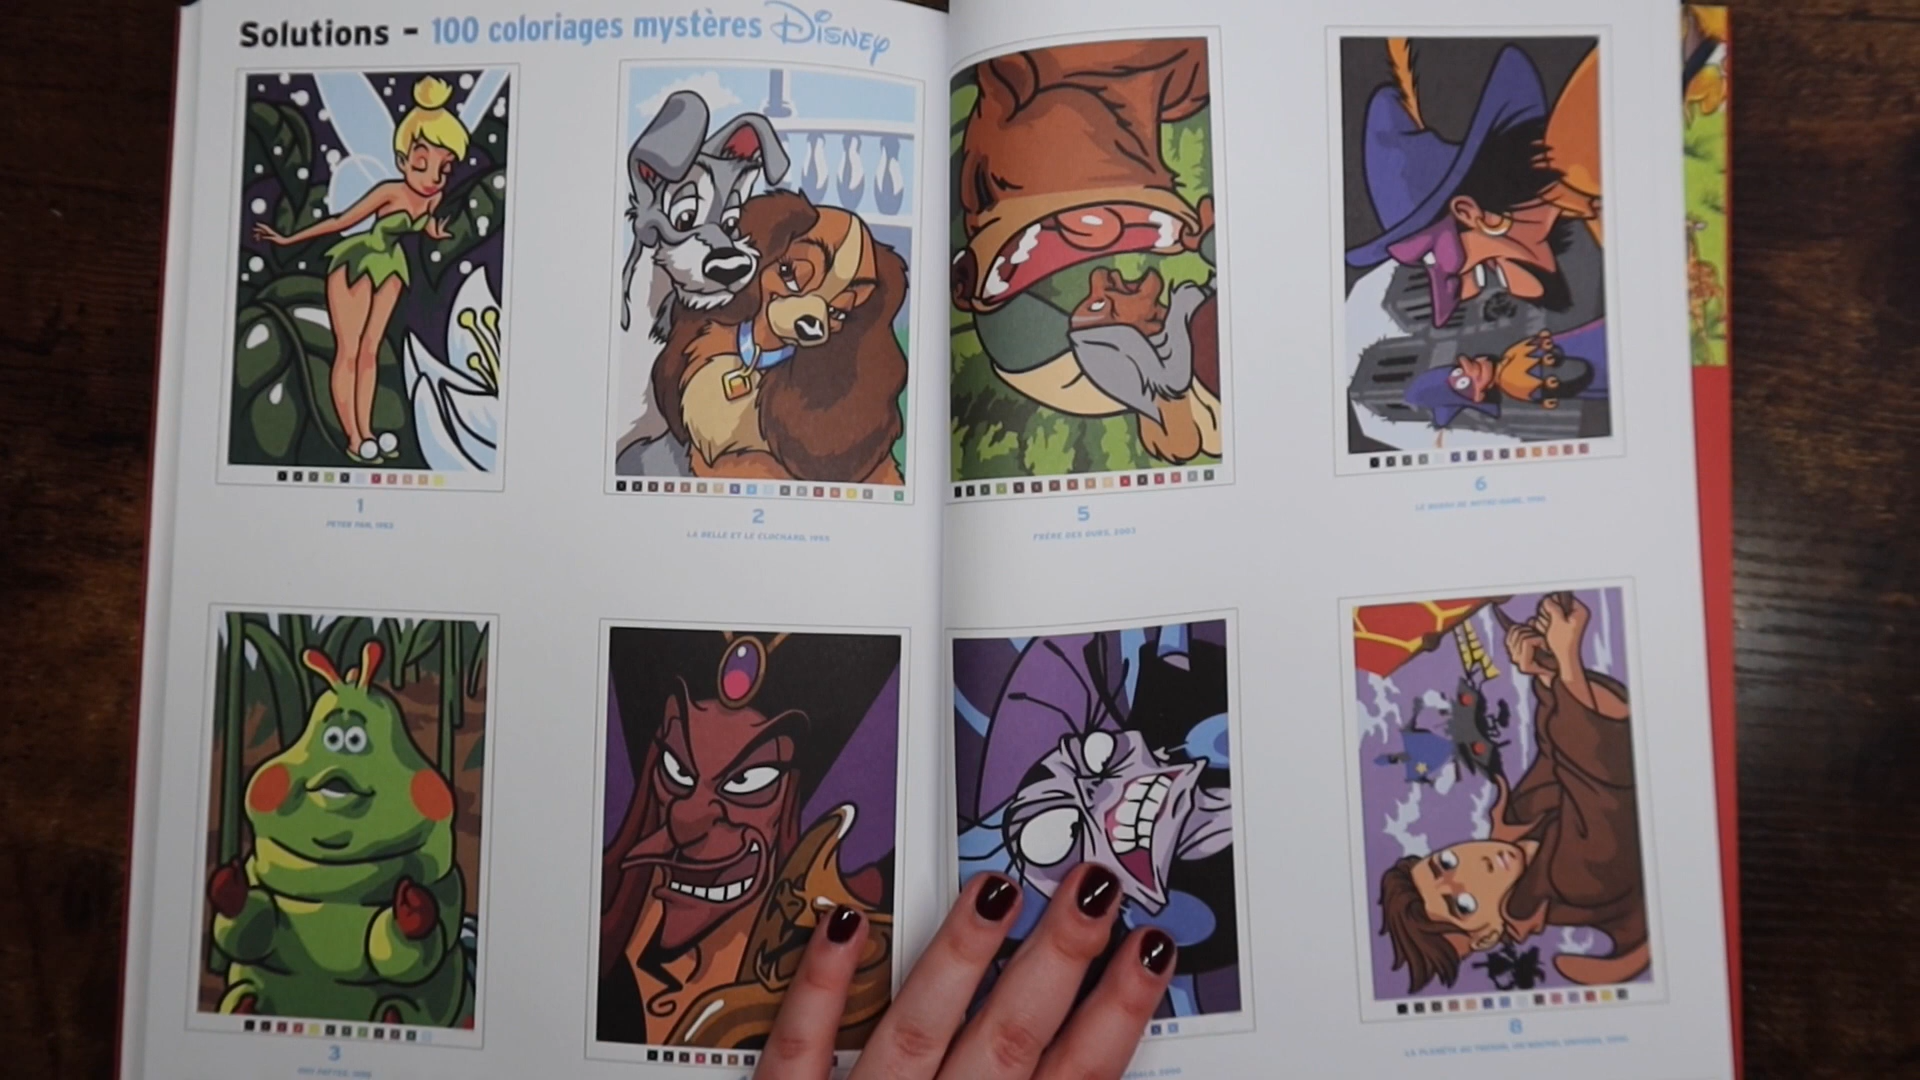 Solutions – 100 coloriages mystères Disney
1
PETER PAN, 1953
2
LA BELLE ET LE CLOCHARD, 1955
5
FRÈRE DES OURS, 2003
6
LE BOSSU DE NOTRE-DAME, 1996
3
8
LA PLANÈTE AU TRÉSOR, UN NOUVEL UNIVERS,